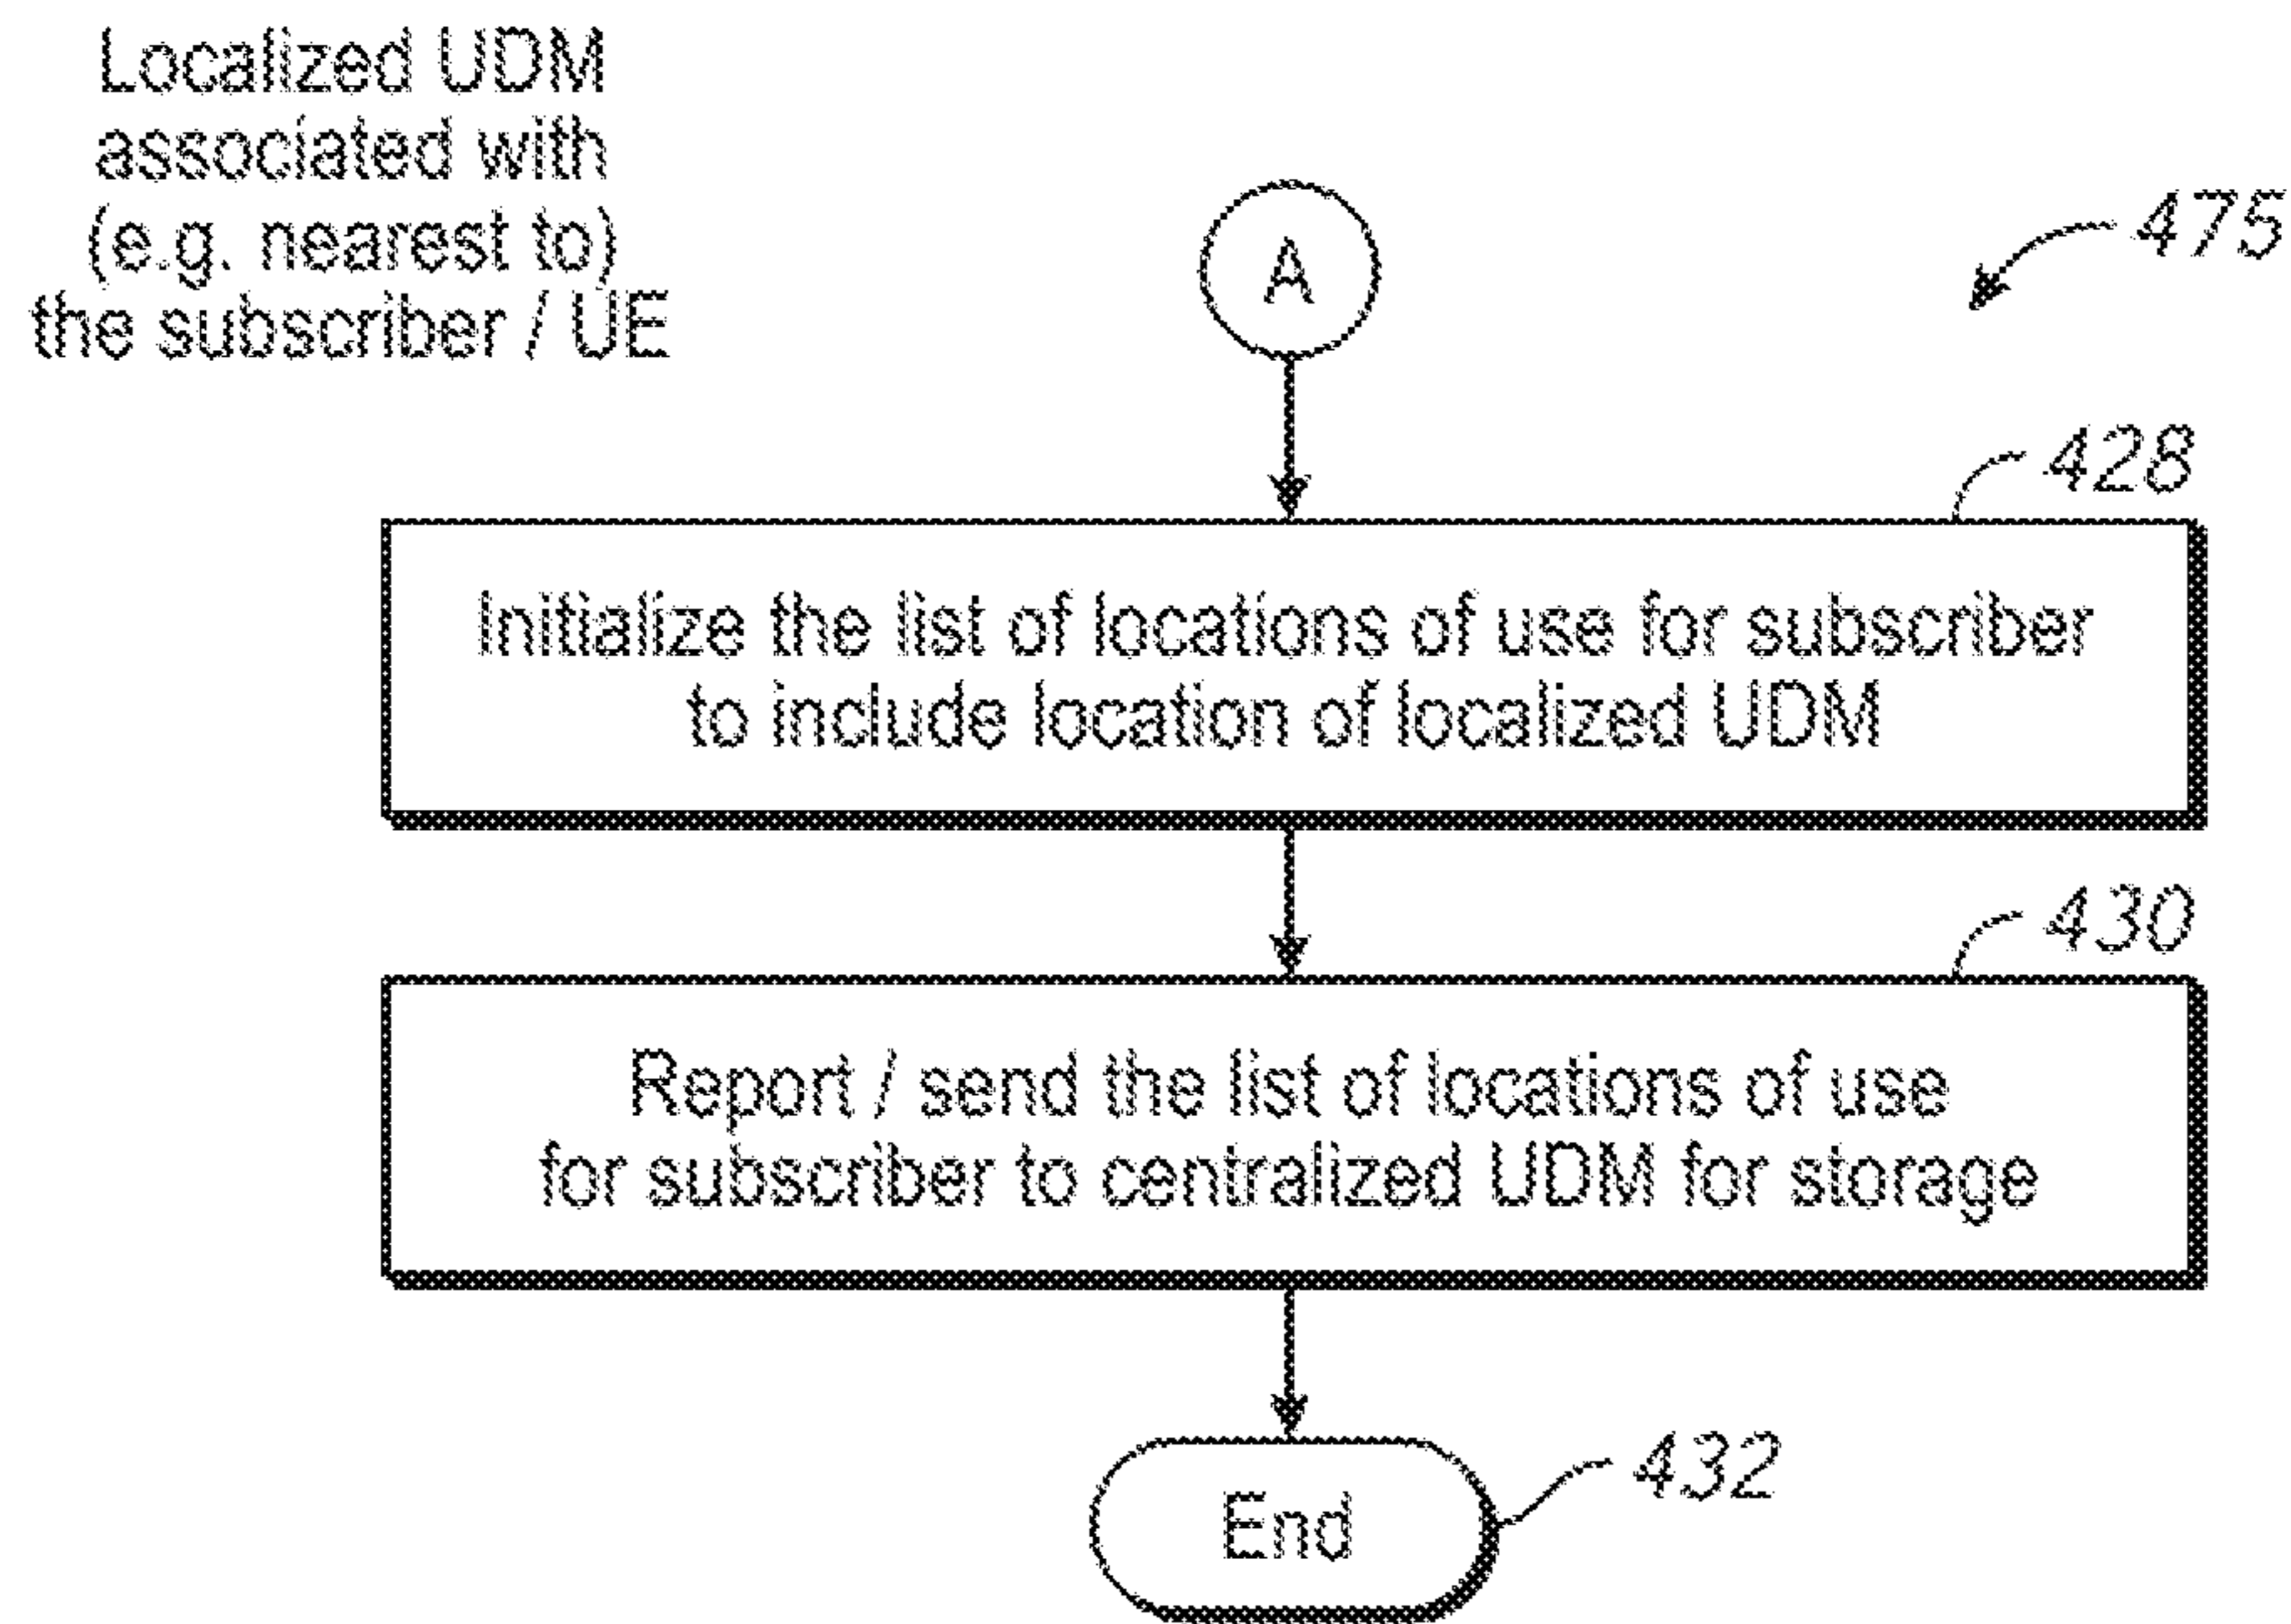 Localized UDM
associated with
(e.g. nearest to)
the subscriber / UE
A
475
428
Initialize the list of locations of use for subscriber
to include location of localized UDM
430
Report / send the list of locations of use
for subscriber to centralized UDM for storage
End
432